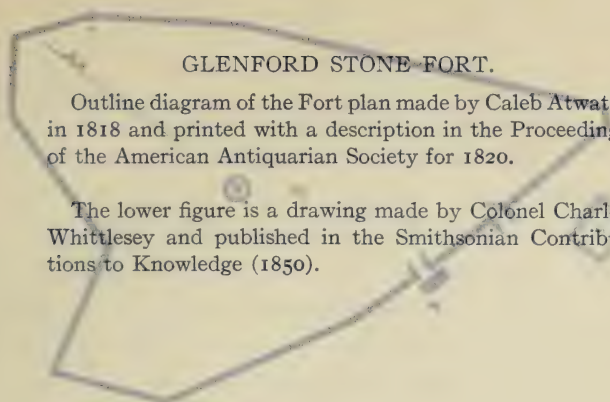 GLENFORD STONE FORT.
Outline diagram of the Fort plan made by Caleb Atwat
in 1818 and printed with a description in the Proceeding
of the American Antiquarian Society for 1820.
The lower figure is a drawing made by Colonel Charl
Whittlesey and published in the Smithsonian Contrib
tions to Knowledge (1850).